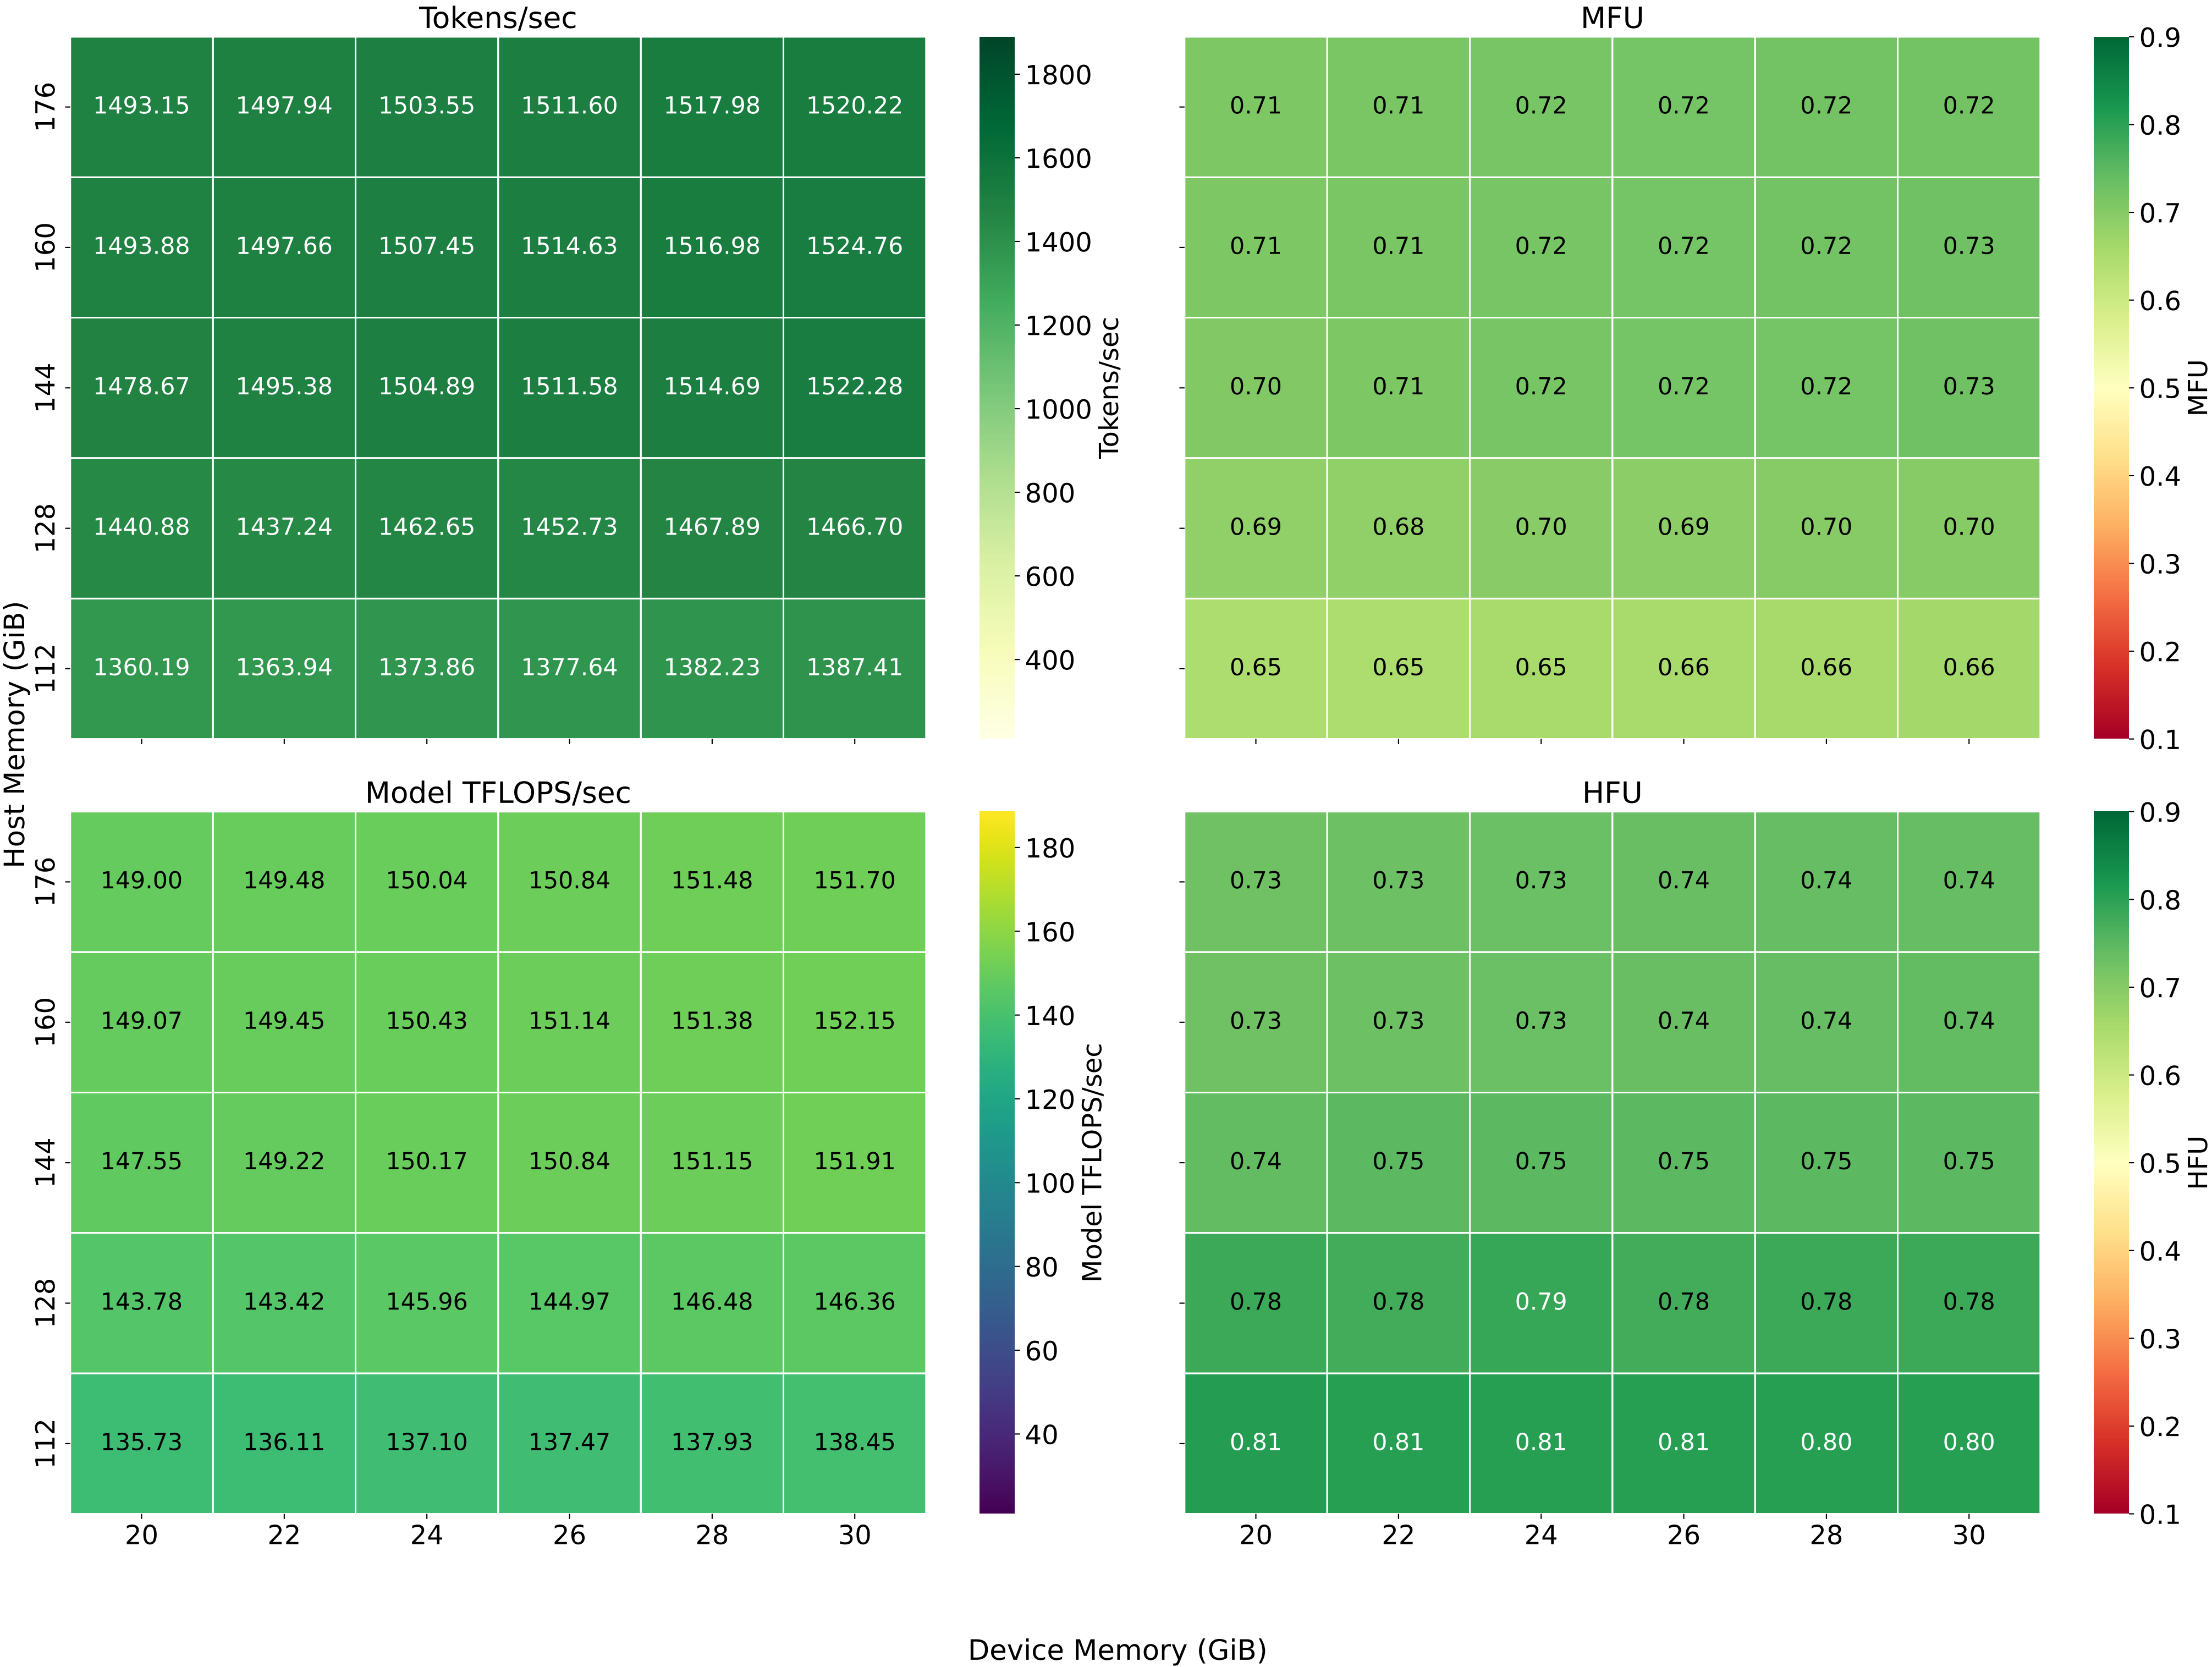 Tokens/sec
176 1493.15 1497.94 1503.55 1511.60 1517.98 1520.22
160 1493.88 1497.66 1507.45 1514.63 1516.98 1524.76
144 1478.67 1495.38 1504.89 1511.58 1514.69 1522.28
128 1440.88 1437.24 1462.65 1452.73 1467.89 1466.70
112 1360.19 1363.94 1373.86 1377.64 1382.23 1387.41
1800
1600
1400
1200
1000
800
600
400
Tokens/sec
MFU
0.71 0.71 0.72 0.72 0.72 0.72
0.71 0.71 0.72 0.72 0.72 0.73
0.70 0.71 0.72 0.72 0.72 0.73
0.69 0.68 0.70 0.69 0.70 0.70
0.65 0.65 0.65 0.66 0.66 0.66
0.9
0.8
0.7
0.6
0.5
0.4
0.3
0.2
0.1
MFU
Host Memory (GiB)
Model TFLOPS/sec
176 149.00 149.48 150.04 150.84 151.48 151.70
160 149.07 149.45 150.43 151.14 151.38 152.15
144 147.55 149.22 150.17 150.84 151.15 151.91
128 143.78 143.42 145.96 144.97 146.48 146.36
112 135.73 136.11 137.10 137.47 137.93 138.45
20 22 24 26 28 30
180
160
140
120
100
80
60
40
Model TFLOPS/sec
HFU
0.73 0.73 0.73 0.74 0.74 0.74
0.73 0.73 0.73 0.74 0.74 0.74
0.74 0.75 0.75 0.75 0.75 0.75
0.78 0.78 0.79 0.78 0.78 0.78
0.81 0.81 0.81 0.81 0.80 0.80
20 22 24 26 28 30
0.9
0.8
0.7
0.6
0.5
0.4
0.3
0.2
0.1
HFU
Device Memory (GiB)